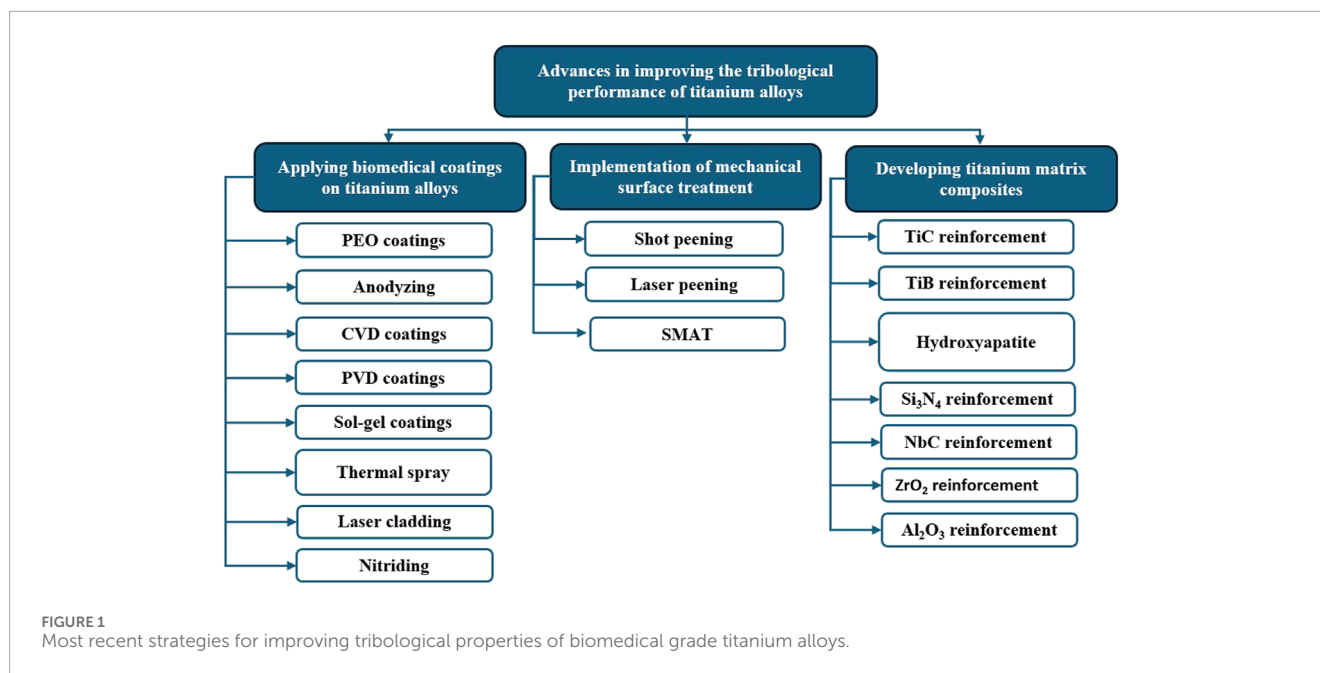 Advances in improving the tribological
performance of titanium alloys
Applying biomedical coatings
on titanium alloys
PEO coatings
Anodyzing
CVD coatings
PVD coatings
Sol-gel coatings
Thermal spray
Laser cladding
Nitriding
Implementation of mechanical
surface treatment
Shot peening
Laser peening
SMAT
Developing titanium matrix
composites
TiC reinforcement
TiB reinforcement
Hydroxyapatite
Si₃N₄ reinforcement
NbC reinforcement
ZrO₂ reinforcement
Al₂O₃ reinforcement
FIGURE 1
Most recent strategies for improving tribological properties of biomedical grade titanium alloys.